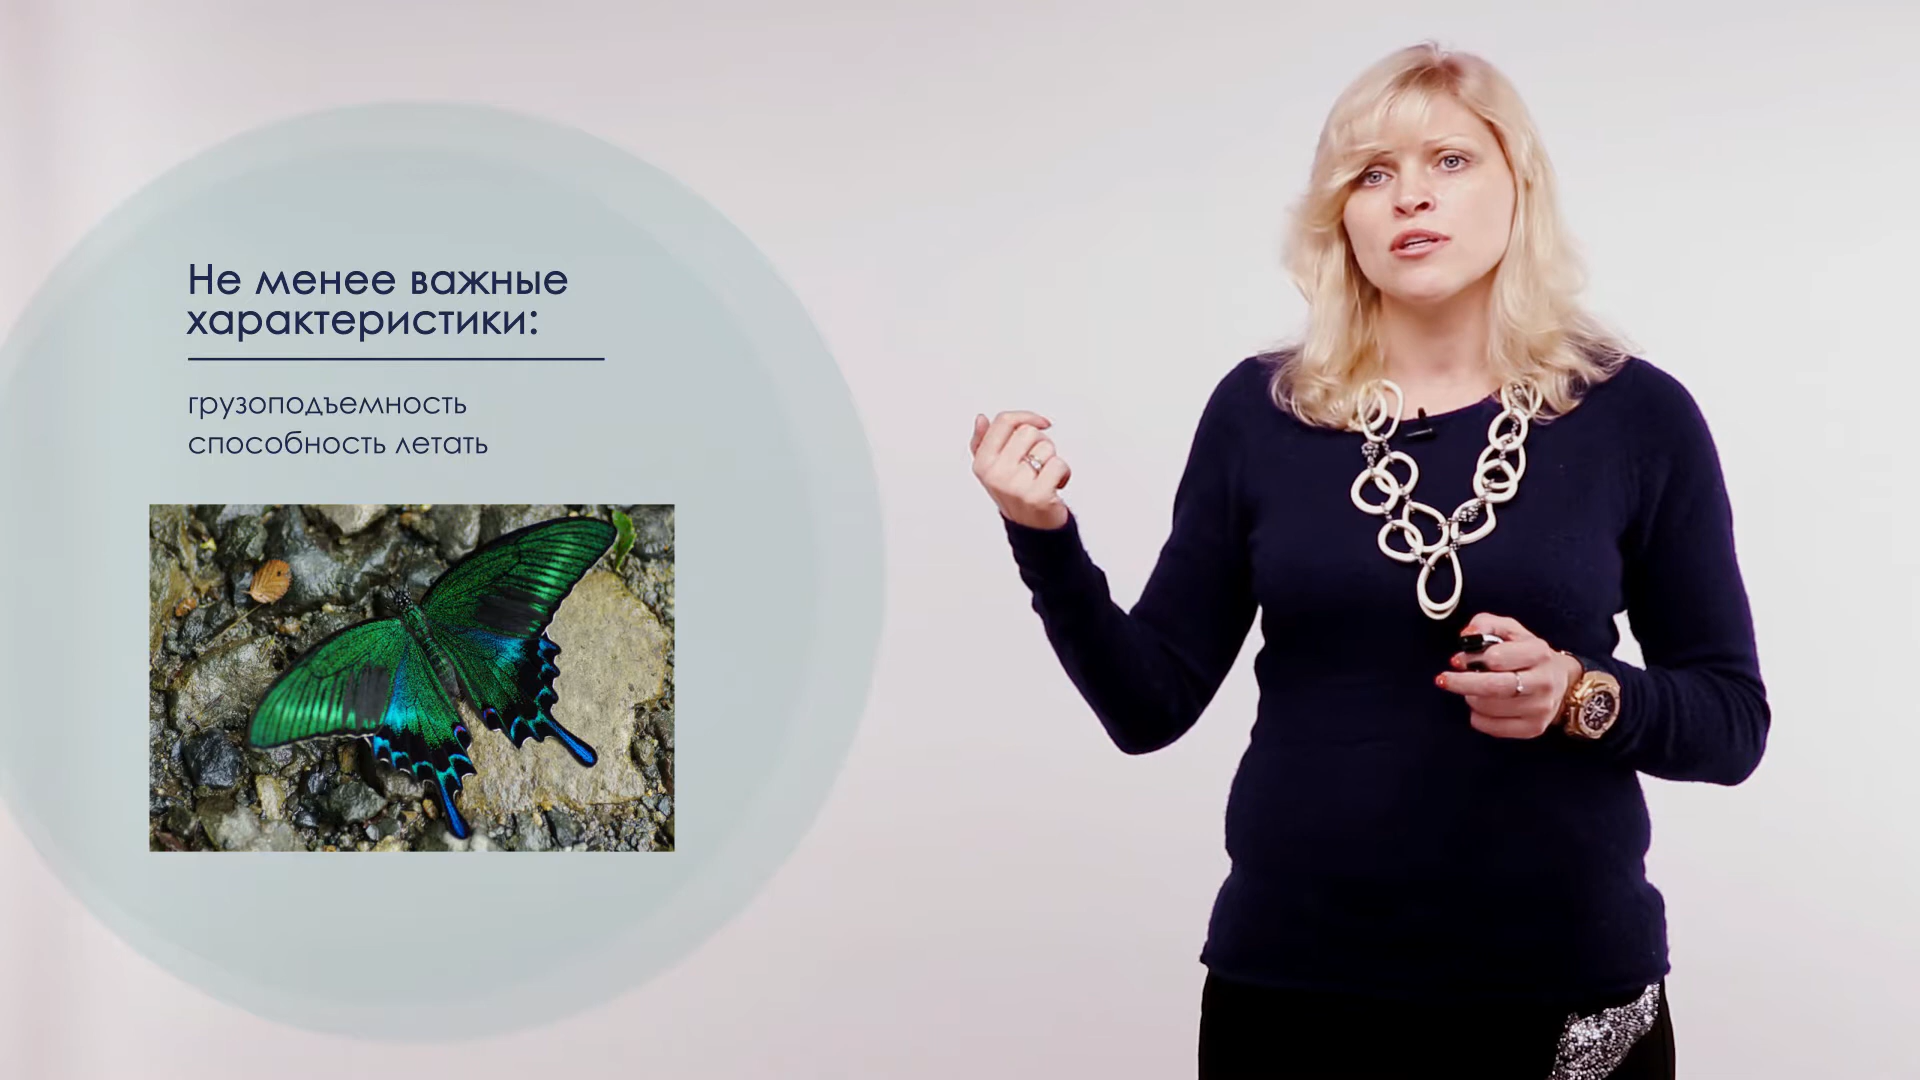 Не менее важные
характеристики:
грузоподъемность
способность летать